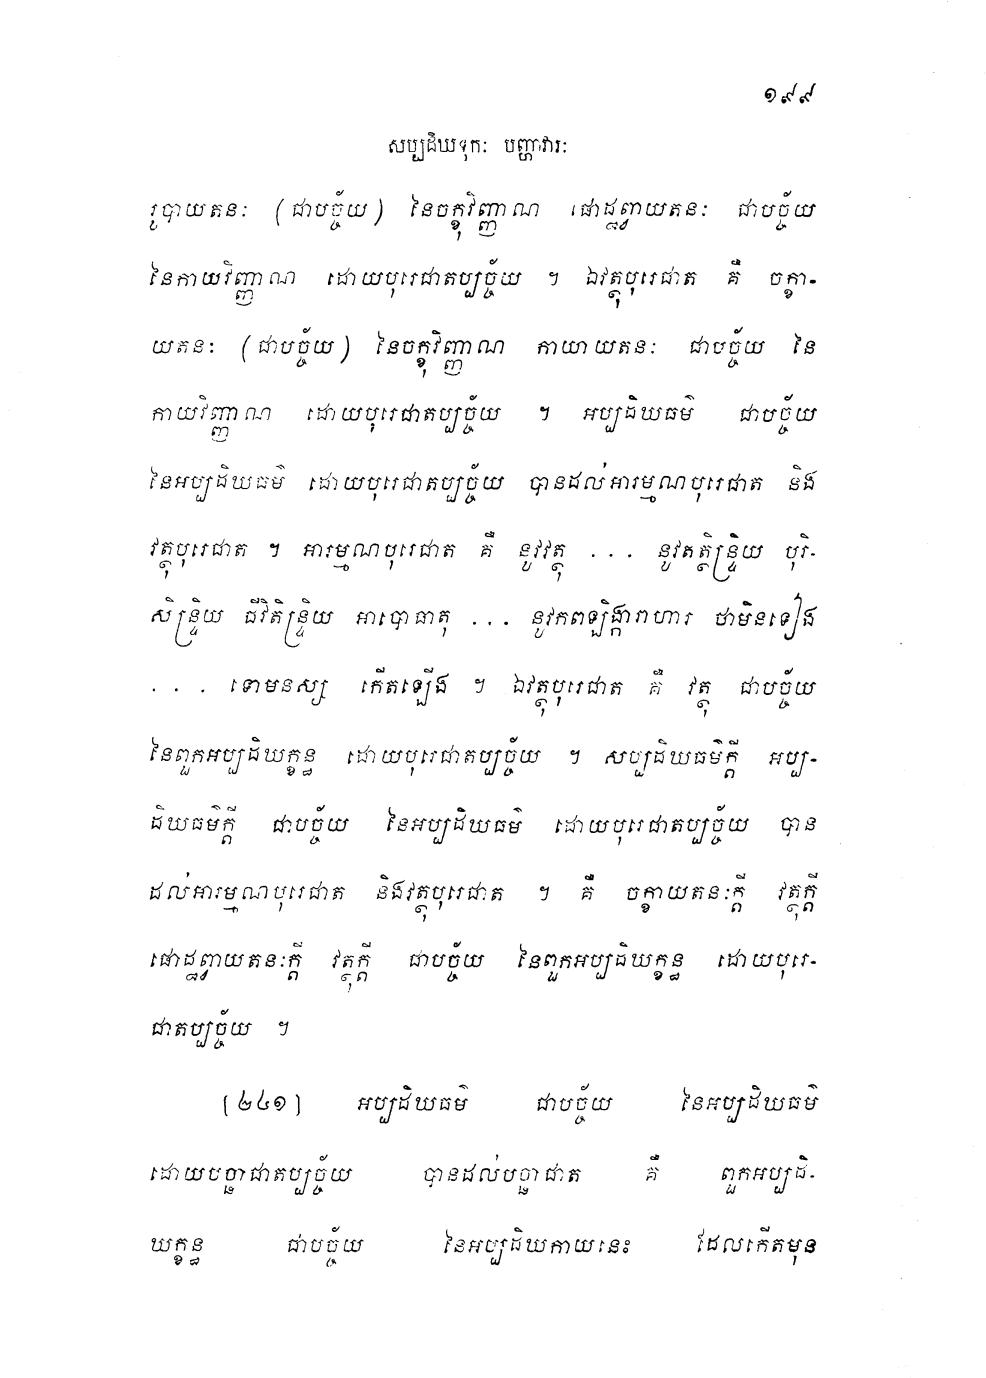 ១៩៩
សប្បដិឃទុកៈ បញ្ហាវារៈ
រូបាយតនៈ (ជាបច្ច័យ) នៃចក្ខុវិញ្ញាណ ផោដ្ឋព្វាយតនៈ ជាបច្ច័យ
នៃកាយវិញ្ញាណ ដោយបុរេជាតប្បច្ច័យ ។ ឯវត្ថុបុរេជាត គឺ ចក្ខា-
យតនៈ (ជាបច្ច័យ) នៃចក្ខុវិញ្ញាណ កាយាយតនៈ ជាបច្ច័យ នៃ
កាយវិញ្ញាណ ដោយបុរេជាតប្បច្ច័យ ។ អប្បដិឃធម៌ ជាបច្ច័យ
នៃអប្បដិឃធម៌ ដោយបុរេជាតប្បច្ច័យ បានដល់អារម្មណបុរេជាត និង
វត្ថុបុរេជាត ។ អារម្មណបុរេជាត គឺ នូវវត្ថុ ... នូវឥត្ថិន្ទ្រិយ បុរិ-
សិន្ទ្រិយ ជីវិតិន្ទ្រិយ អាបោធាតុ ... នូវកពឡិង្ការាហារ ថាមិនទៀង
... ទោមនស្ស កើតឡើង ។ ឯវត្ថុបុរេជាត គឺ វត្ថុ ជាបច្ច័យ
នៃពួកអប្បដិឃក្ខន្ធ ដោយបុរេជាតប្បច្ច័យ ។ សប្បដិឃធម៌ក្តី អប្ប-
ដិឃធម៌ក្តី ជាបច្ច័យ នៃអប្បដិឃធម៌ ដោយបុរេជាតប្បច្ច័យ បាន
ដល់អារម្មណបុរេជាត និងវត្ថុបុរេជាត ។ គឺ ចក្ខាយតនៈក្តី វត្ថុក្តី
ផោដ្ឋព្វាយតនៈក្តី វត្ថុក្តី ជាបច្ច័យ នៃពួកអប្បដិឃក្ខន្ធ ដោយបុរេ-
ជាតប្បច្ច័យ ។
[២៤១] អប្បដិឃធម៌ ជាបច្ច័យ នៃអប្បដិឃធម៌
ដោយបច្ឆាជាតប្បច្ច័យ បានដល់បច្ឆាជាត គឺ ពួកអប្បដិ-
ឃក្ខន្ធ ជាបច្ច័យ នៃអប្បដិឃកាយនេះ ដែលកើតមុន